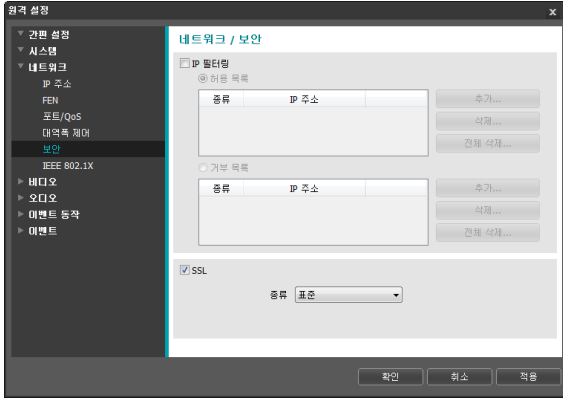 원격 설정
x
간편 설정
시스템
네트워크
IP 주소
FEN
포트/QoS
대역폭 제어
보안
IEEE 802.1X
비디오
오디오
이벤트 동작
이벤트
네트워크 / 보안
IP 필터링
허용 목록
종류 IP 주소
추가...
삭제...
전체 삭제...
거부 목록
종류 IP 주소
추가...
삭제...
전체 삭제...
SSL
종류 표준
확인 취소 적용